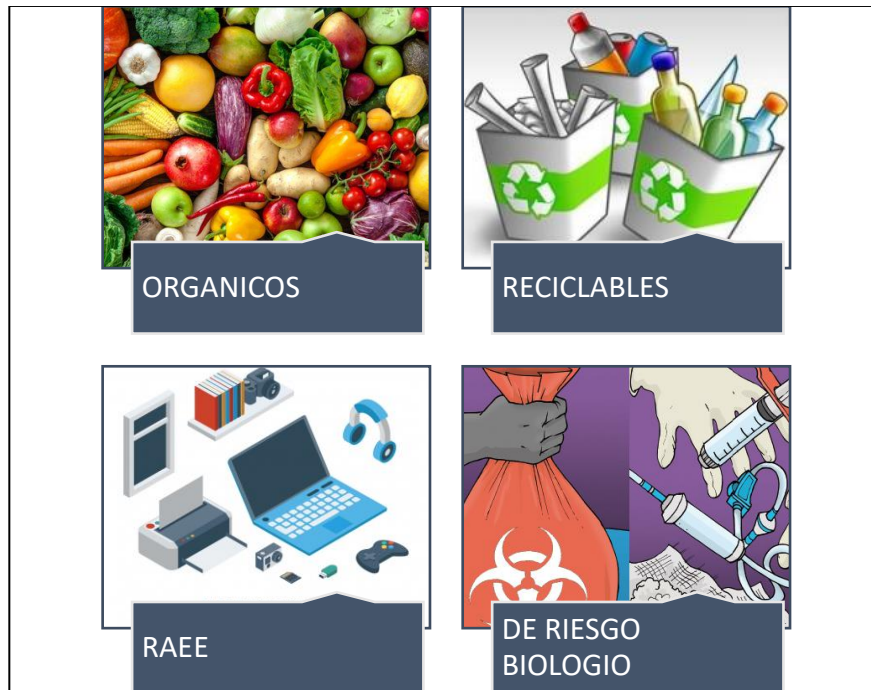 ORGANICOS
RECICLABLES
RAEE
DE RIESGO
BIOLOGIO